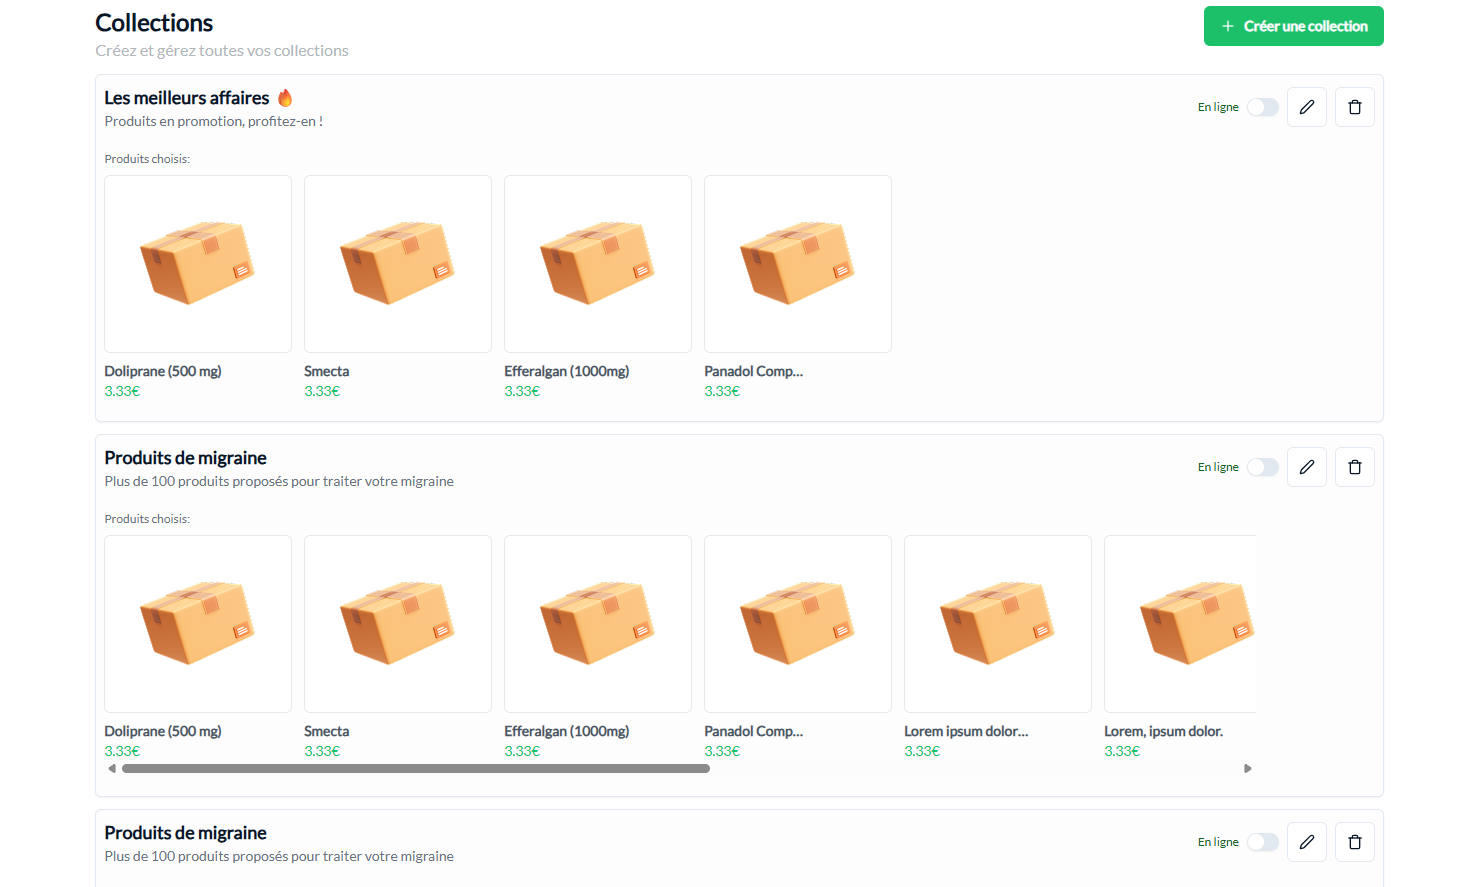 Collections
Créez et gérez toutes vos collections
+ Créer une collection
Les meilleurs affaires 🔥
Produits en promotion, profitez-en !
En ligne
Produits choisis:
Doliprane (500 mg)
3.33€
Smecta
3.33€
Efferalgan (1000mg)
3.33€
Panadol Comp...
3.33€
Produits de migraine
Plus de 100 produits proposés pour traiter votre migraine
En ligne
Produits choisis:
Doliprane (500 mg)
3.33€
Smecta
3.33€
Efferalgan (1000mg)
3.33€
Panadol Comp...
3.33€
Lorem ipsum dolor...
3.33€
Lorem, ipsum dolor.
3.33€
Produits de migraine
Plus de 100 produits proposés pour traiter votre migraine
En ligne